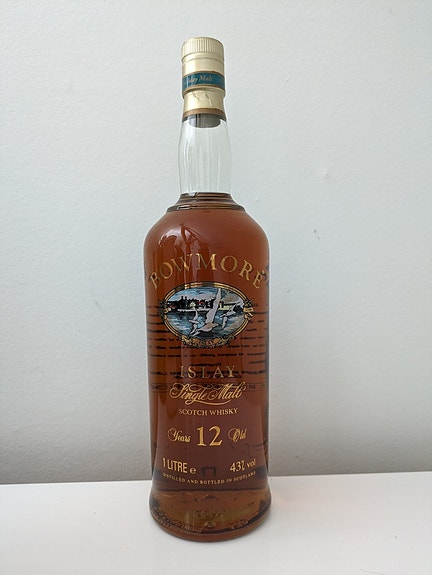 Islay Malt
BOWMORE
ISLAY
Single Malt
SCOTCH WHISKY
Years 12 Old
1 LITRE e 43% vol
DISTILLED AND BOTTLED IN SCOTLAND